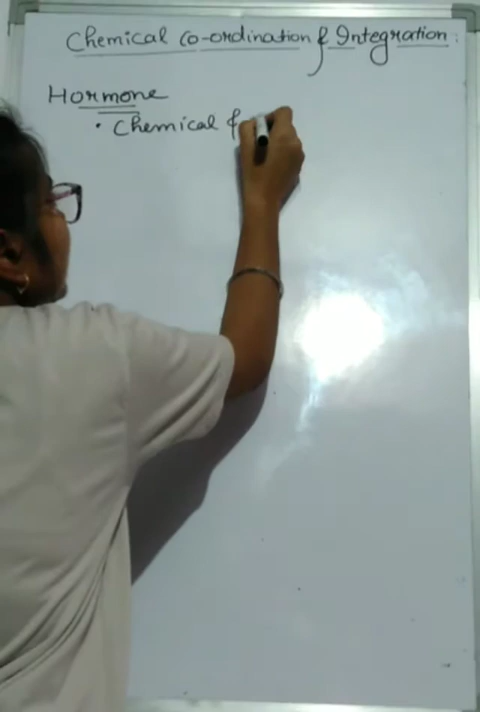 Chemical Co-ordination & Integration :
Hormone
• Chemical